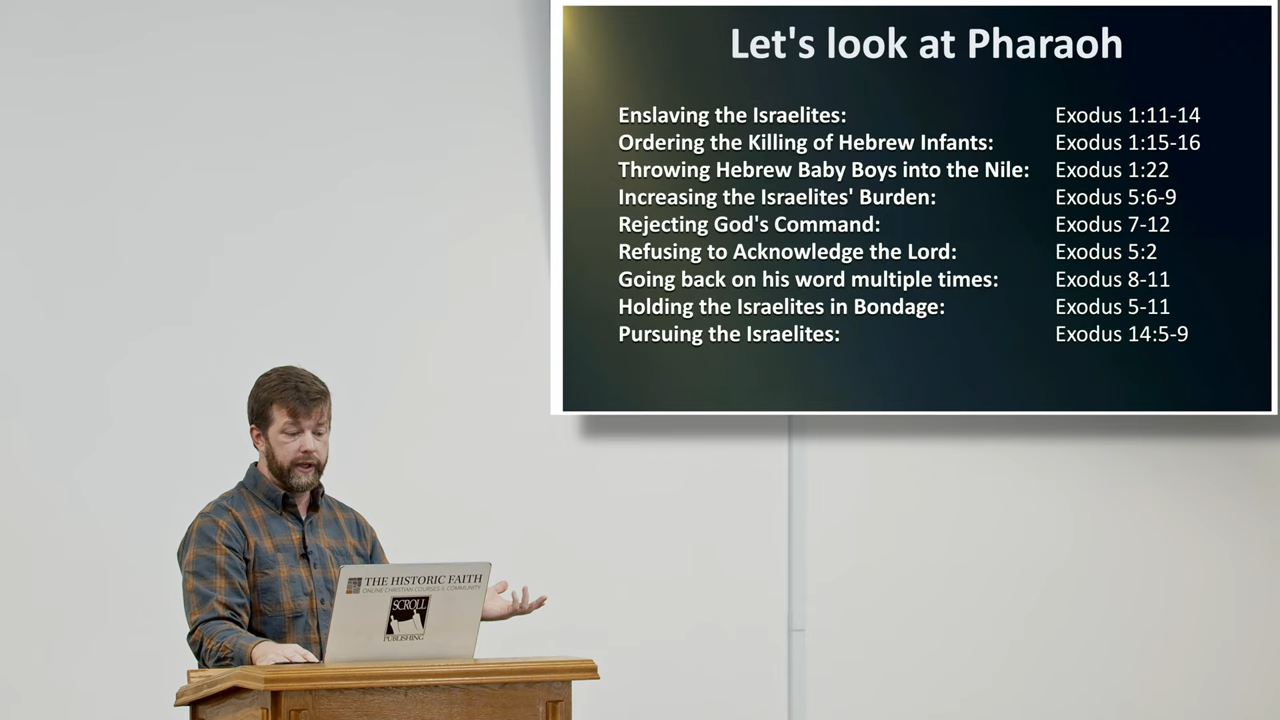 Let's look at Pharaoh
Enslaving the Israelites: Exodus 1:11-14
Ordering the Killing of Hebrew Infants: Exodus 1:15-16
Throwing Hebrew Baby Boys into the Nile: Exodus 1:22
Increasing the Israelites' Burden: Exodus 5:6-9
Rejecting God's Command: Exodus 7-12
Refusing to Acknowledge the Lord: Exodus 5:2
Going back on his word multiple times: Exodus 8-11
Holding the Israelites in Bondage: Exodus 5-11
Pursuing the Israelites: Exodus 14:5-9
THE HISTORIC FAITH
ONLINE CHRISTIAN COURSES & COMMUNITY
SCROLL
PUBLISHING